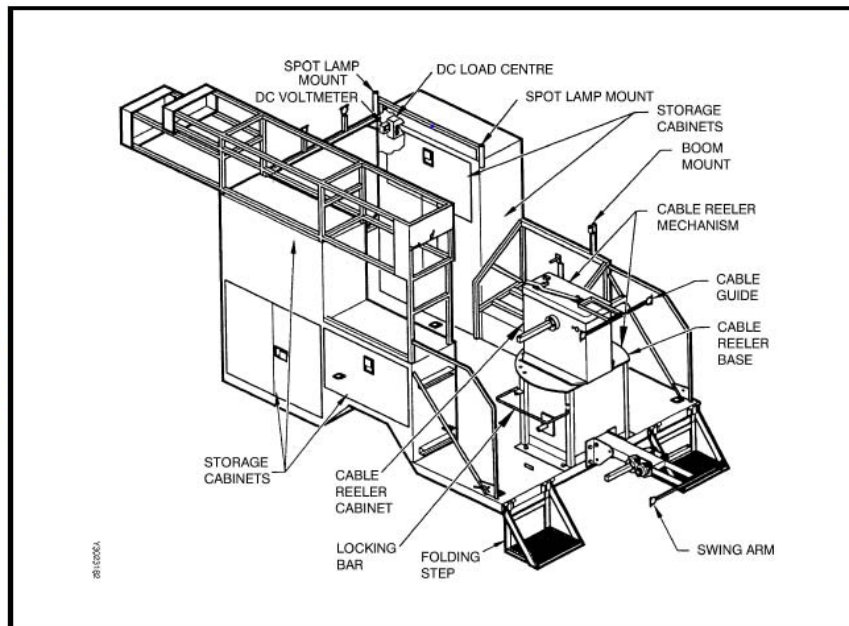 SPOT LAMP
MOUNT
DC VOLTMETER
DC LOAD CENTRE
SPOT LAMP MOUNT
STORAGE
CABINETS
BOOM
MOUNT
CABLE REELER
MECHANISM
CABLE
GUIDE
CABLE
REELER
BASE
STORAGE
CABINETS
CABLE
REELER
CABINET
LOCKING
BAR
FOLDING
STEP
SWING ARM
Y3023162